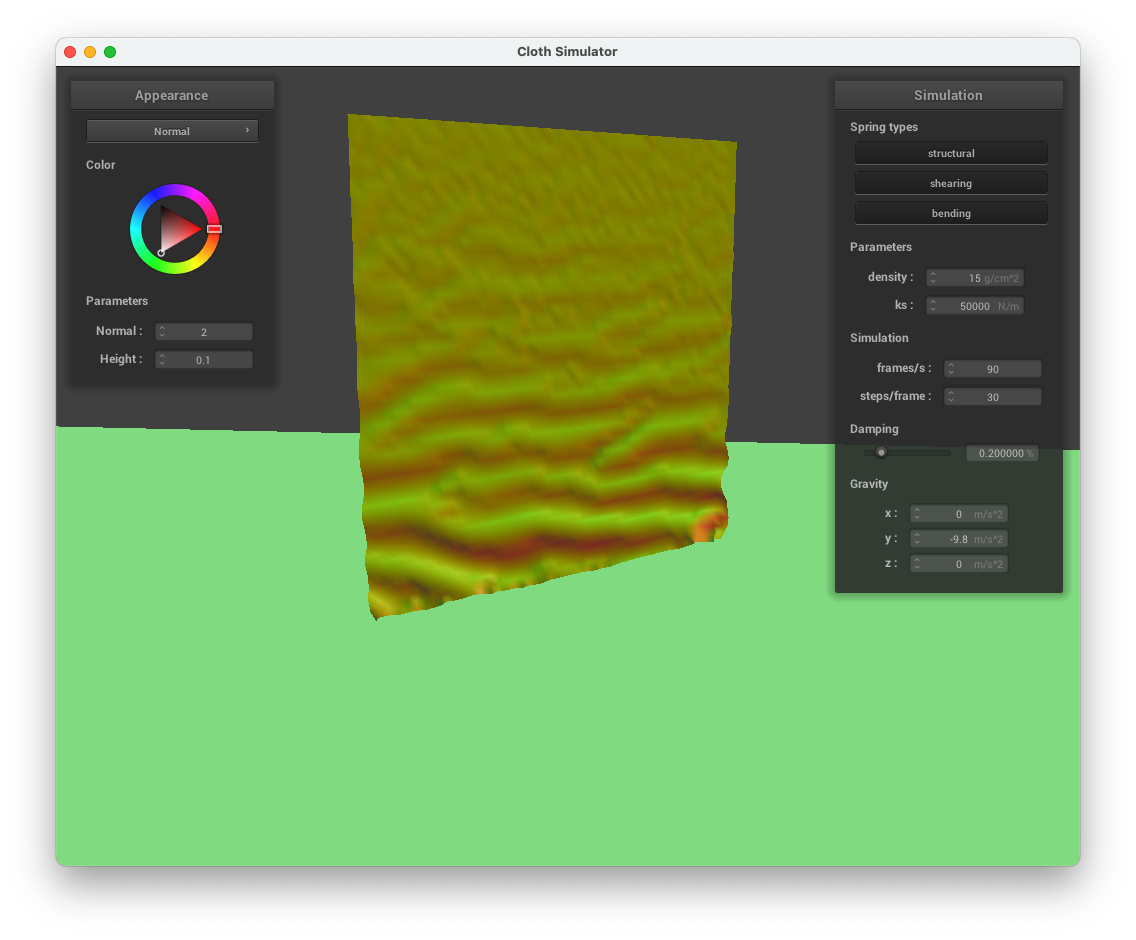 Cloth Simulator
Appearance
Normal
Color
Parameters
Normal : 2
Height : 0.1
Simulation
Spring types
structural
shearing
bending
Parameters
density : 15 g/cm^2
ks : 50000 N/m
Simulation
frames/s : 90
steps/frame : 30
Damping
0.200000 %
Gravity
x : 0 m/s^2
y : -9.8 m/s^2
z : 0 m/s^2